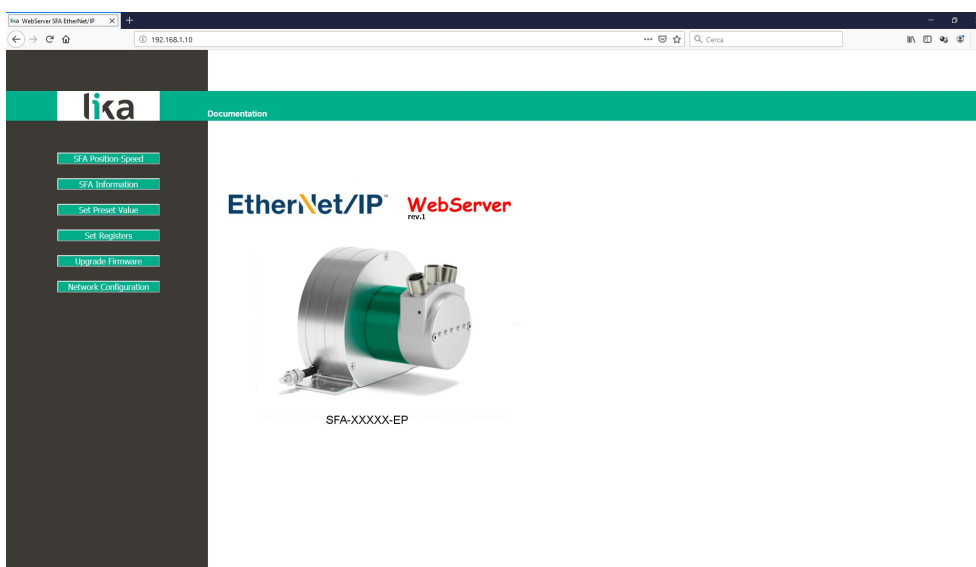 lika WebServer SFA EtherNet/IP
192.168.1.10
Cerca
lika
Documentation
SFA Position-Speed
SFA Information
Set Preset Value
Set Registers
Upgrade Firmware
Network Configuration
EtherNet/IP™ WebServer
rev.1
SFA-XXXXX-EP